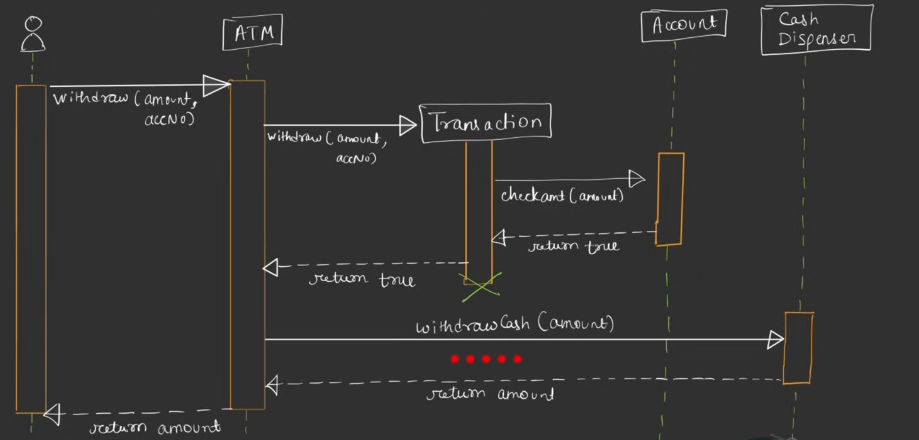 ATM
Account
Cash
Dispenser
withdraw(amount,
accNo)
Transaction
withdraw(amount,
accNo)
checkamt(amount)
return true
return true
withdrawCash(amount)
return amount
return amount